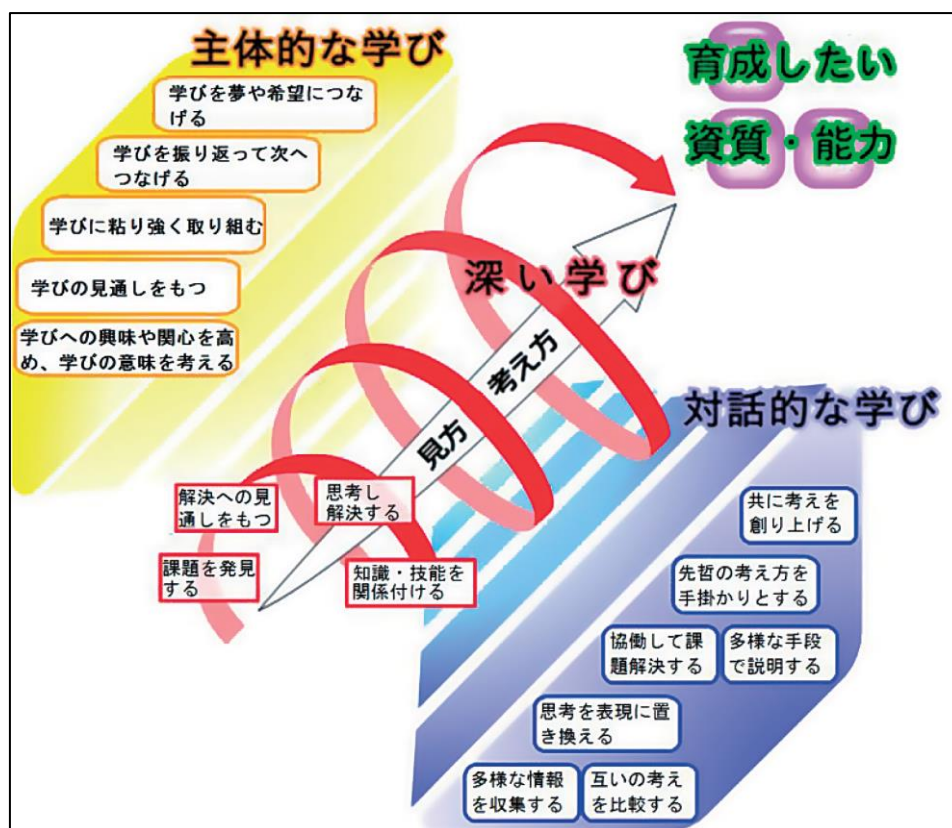 主体的な学び
学びを夢や希望につな
げる
学びを振り返って次へ
つなげる
学びに粘り強く取り組む
学びの見通しをもつ
学びへの興味や関心を高
め、学びの意味を考える
育成したい
資質・能力
深い学び
見方 考え方
解決への見
通しをもつ
思考し
解決する
課題を発見
する
知識・技能を
関係付ける
対話的な学び
共に考えを
創り上げる
先哲の考え方を
手掛かりとする
協働して課
題解決する
多様な手段
で説明する
思考を表現に置
き換える
多様な情報
を収集する
互いの考え
を比較する